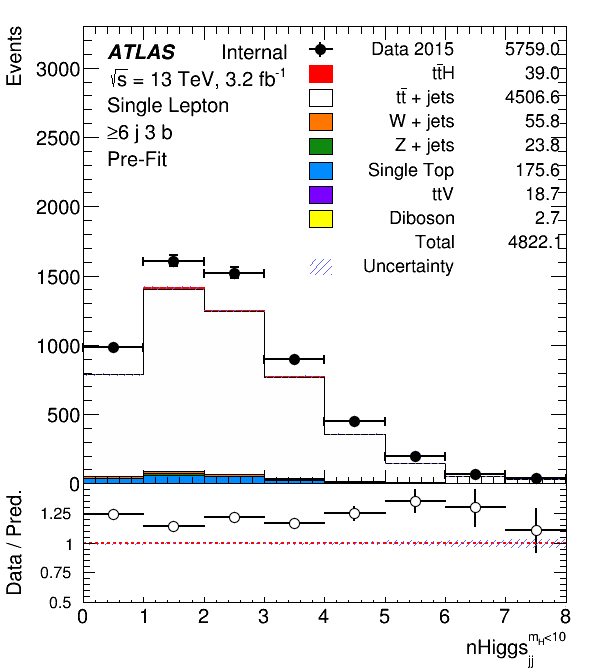 Events
3000
2500
2000
1500
1000
500
0
ATLAS Internal
√s = 13 TeV, 3.2 fb⁻¹
Single Lepton
≥6 j 3 b
Pre-Fit
Data 2015 5759.0
tt̄H 39.0
tt̄ + jets 4506.6
W + jets 55.8
Z + jets 23.8
Single Top 175.6
ttV 18.7
Diboson 2.7
Total 4822.1
Uncertainty
Data / Pred.
1.25
1
0.75
0.5
0 1 2 3 4 5 6 7 8
nHiggs_jj^m_H<10